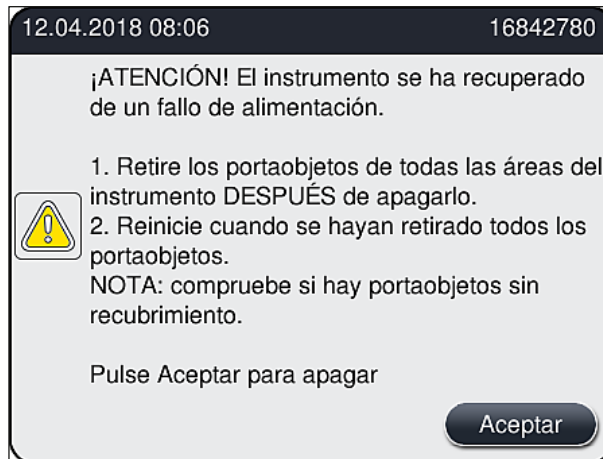 12.04.2018 08:06 16842780
¡ATENCIÓN! El instrumento se ha recuperado
de un fallo de alimentación.
1. Retire los portaobjetos de todas las áreas del
instrumento DESPUÉS de apagarlo.
2. Reinicie cuando se hayan retirado todos los
portaobjetos.
NOTA: compruebe si hay portaobjetos sin
recubrimiento.
Pulse Aceptar para apagar
Aceptar